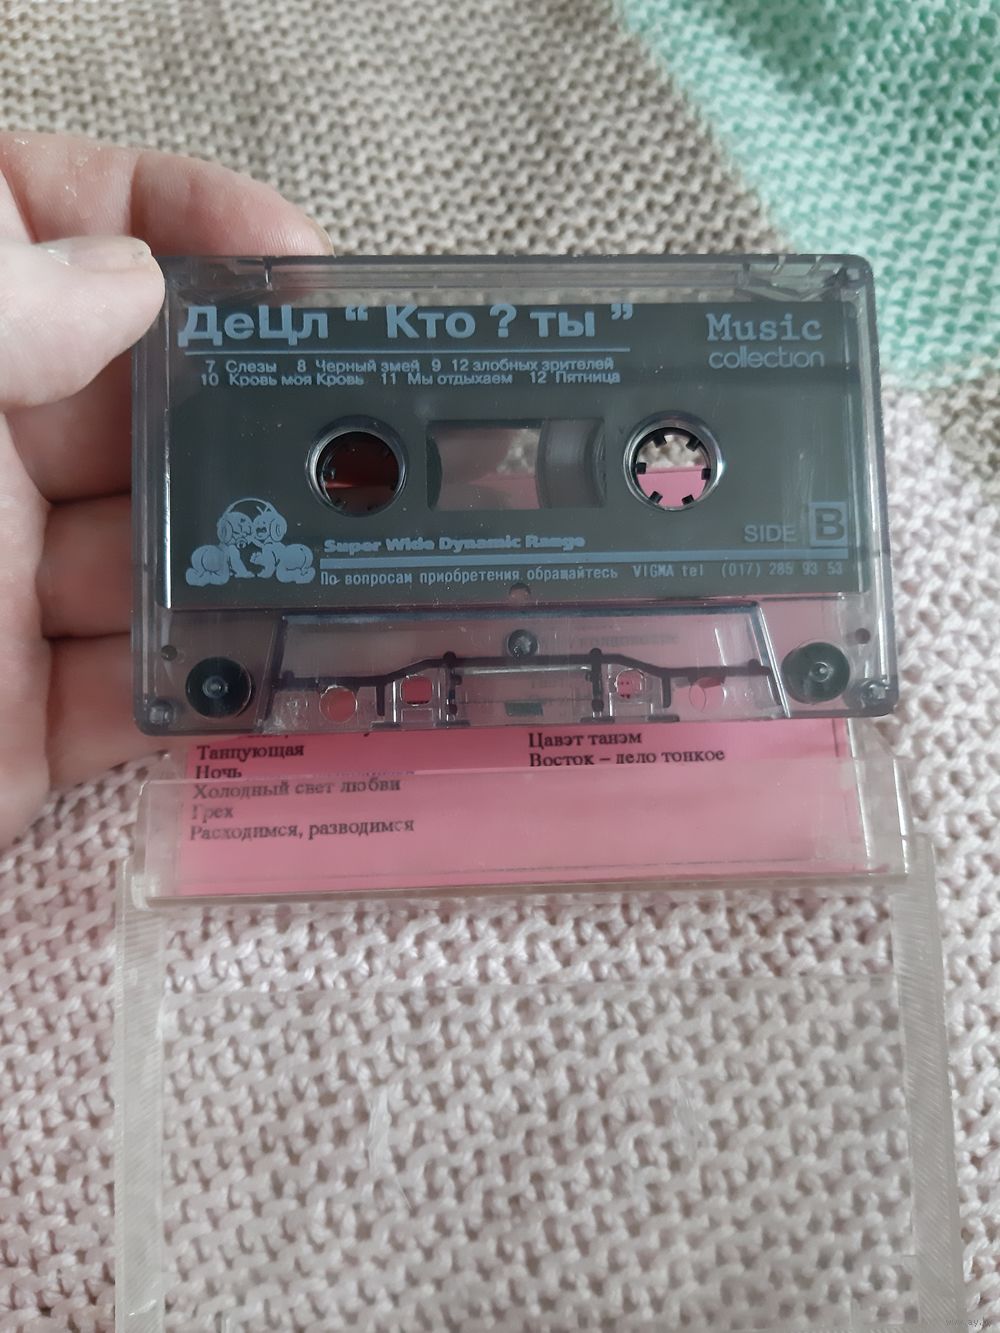 ДеЦл “ Кто ? ты ”
Music
collection
7 Слезы 8 Черный змей 9 12 злобных зрителей
10 Кровь моя Кровь 11 Мы отдыхаем 12 Пятница
SIDE B
Super Wide Dynamic Range
По вопросам приобретения обращайтесь VIGMA tel (017) 285 93 53
Танцующая
Ночь
Холодный свет любви
Грех
Расходимся, разводимся
Цавэт танэм
Восток – дело тонкое